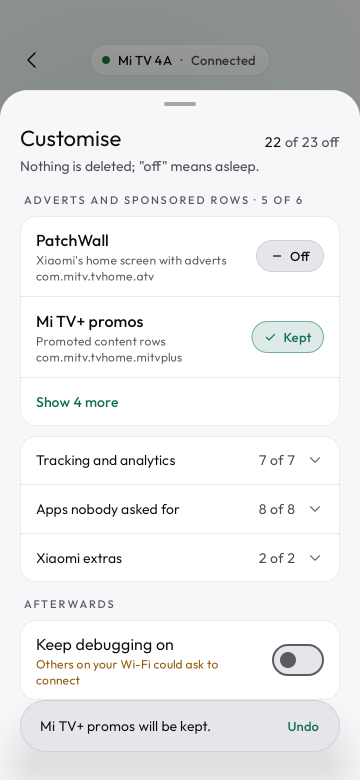 Mi TV 4A · Connected
Customise
22 of 23 off
Nothing is deleted; "off" means asleep.
ADVERTS AND SPONSORED ROWS · 5 OF 6
PatchWall
Xiaomi's home screen with adverts
com.mitv.tvhome.atv
Off
Mi TV+ promos
Promoted content rows
com.mitv.tvhome.mitvplus
Kept
Show 4 more
Tracking and analytics
7 of 7
Apps nobody asked for
8 of 8
Xiaomi extras
2 of 2
AFTERWARDS
Keep debugging on
Others on your Wi-Fi could ask to
connect
Mi TV+ promos will be kept.
Undo